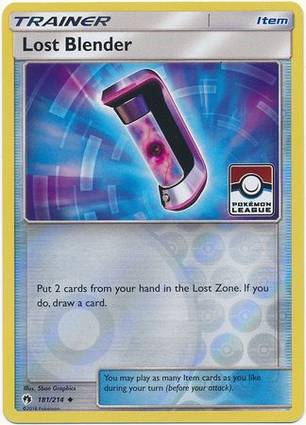 TRAINER Item
Lost Blender
POKÉMON
LEAGUE
Put 2 cards from your hand in the Lost Zone. If you
do, draw a card.
Illus. 5ban Graphics
181/214
©2018 Pokémon
You may play as many Item cards as you like
during your turn (before your attack).